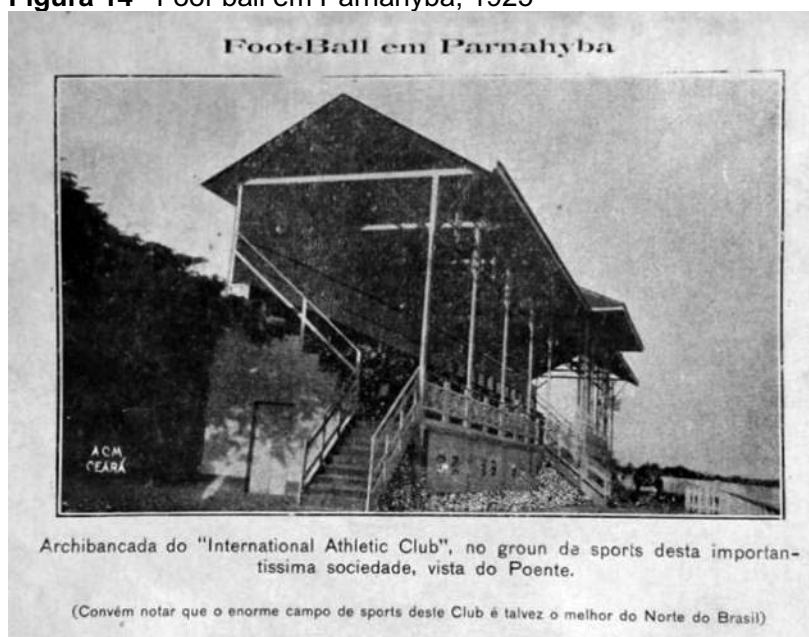 Figura 14 Foot-ball em Parnahyba, 1925
Foot-Ball em Parnahyba
A C M
CEARÁ
Archibancada do "International Athletic Club", no groun de sports desta importan-
tissima sociedade, vista do Poente.
(Convém notar que o enorme campo de sports deste Club é talvez o melhor do Norte do Brasil)